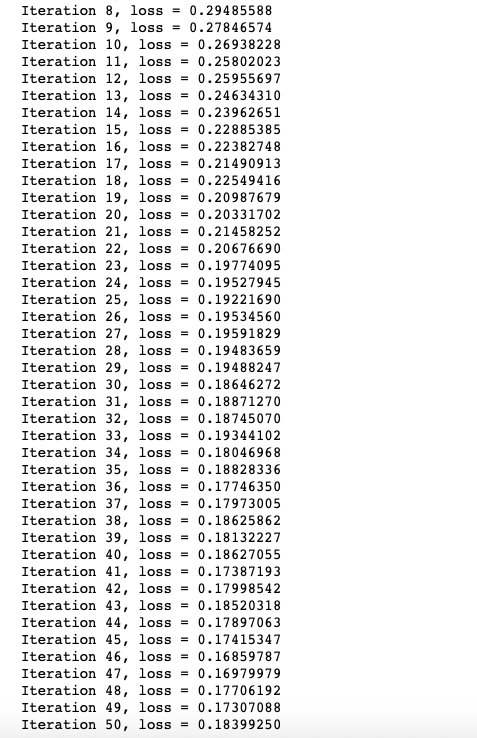 Iteration 8, loss = 0.29485588
Iteration 9, loss = 0.27846574
Iteration 10, loss = 0.26938228
Iteration 11, loss = 0.25802023
Iteration 12, loss = 0.25955697
Iteration 13, loss = 0.24634310
Iteration 14, loss = 0.23962651
Iteration 15, loss = 0.22885385
Iteration 16, loss = 0.22382748
Iteration 17, loss = 0.21490913
Iteration 18, loss = 0.22549416
Iteration 19, loss = 0.20987679
Iteration 20, loss = 0.20331702
Iteration 21, loss = 0.21458252
Iteration 22, loss = 0.20676690
Iteration 23, loss = 0.19774095
Iteration 24, loss = 0.19527945
Iteration 25, loss = 0.19221690
Iteration 26, loss = 0.19534560
Iteration 27, loss = 0.19591829
Iteration 28, loss = 0.19483659
Iteration 29, loss = 0.19488247
Iteration 30, loss = 0.18646272
Iteration 31, loss = 0.18871270
Iteration 32, loss = 0.18745070
Iteration 33, loss = 0.19344102
Iteration 34, loss = 0.18046968
Iteration 35, loss = 0.18828336
Iteration 36, loss = 0.17746350
Iteration 37, loss = 0.17973005
Iteration 38, loss = 0.18625862
Iteration 39, loss = 0.18132227
Iteration 40, loss = 0.18627055
Iteration 41, loss = 0.17387193
Iteration 42, loss = 0.17998542
Iteration 43, loss = 0.18520318
Iteration 44, loss = 0.17897063
Iteration 45, loss = 0.17415347
Iteration 46, loss = 0.16859787
Iteration 47, loss = 0.16979979
Iteration 48, loss = 0.17706192
Iteration 49, loss = 0.17307088
Iteration 50, loss = 0.18399250